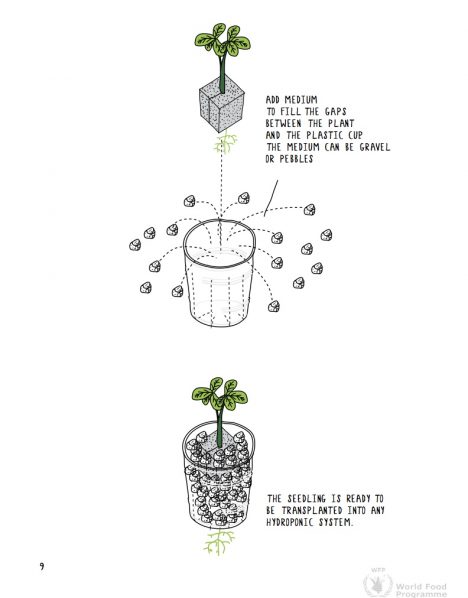 ADD MEDIUM
TO FILL THE GAPS
BETWEEN THE PLANT
AND THE PLASTIC CUP
THE MEDIUM CAN BE GRAVEL
OR PEBBLES
THE SEEDLING IS READY TO
BE TRANSPLANTED INTO ANY
HYDROPONIC SYSTEM.
9
WFP
World Food
Programme